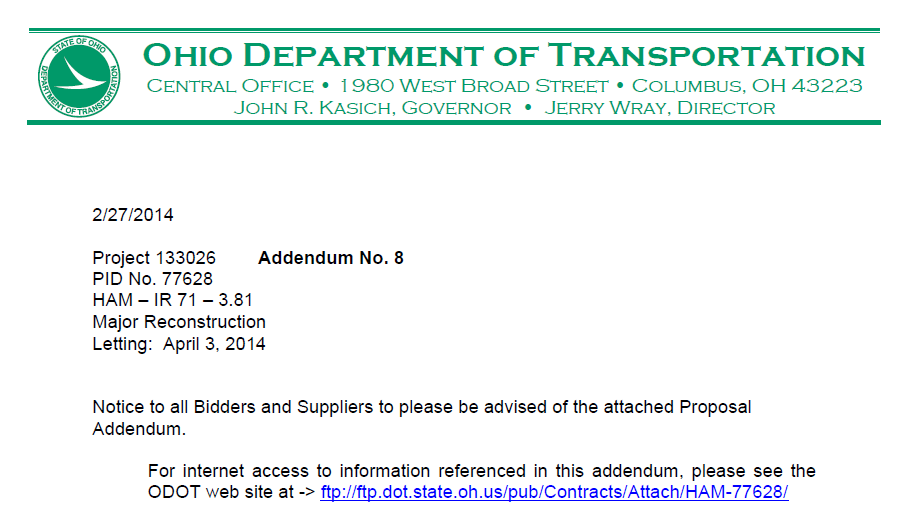 STATE OF OHIO
DEPARTMENT OF TRANSPORTATION
OHIO DEPARTMENT OF TRANSPORTATION
CENTRAL OFFICE • 1980 WEST BROAD STREET • COLUMBUS, OH 43223
JOHN R. KASICH, GOVERNOR • JERRY WRAY, DIRECTOR
2/27/2014
Project 133026 Addendum No. 8
PID No. 77628
HAM – IR 71 – 3.81
Major Reconstruction
Letting: April 3, 2014
Notice to all Bidders and Suppliers to please be advised of the attached Proposal
Addendum.
For internet access to information referenced in this addendum, please see the
ODOT web site at -> ftp://ftp.dot.state.oh.us/pub/Contracts/Attach/HAM-77628/